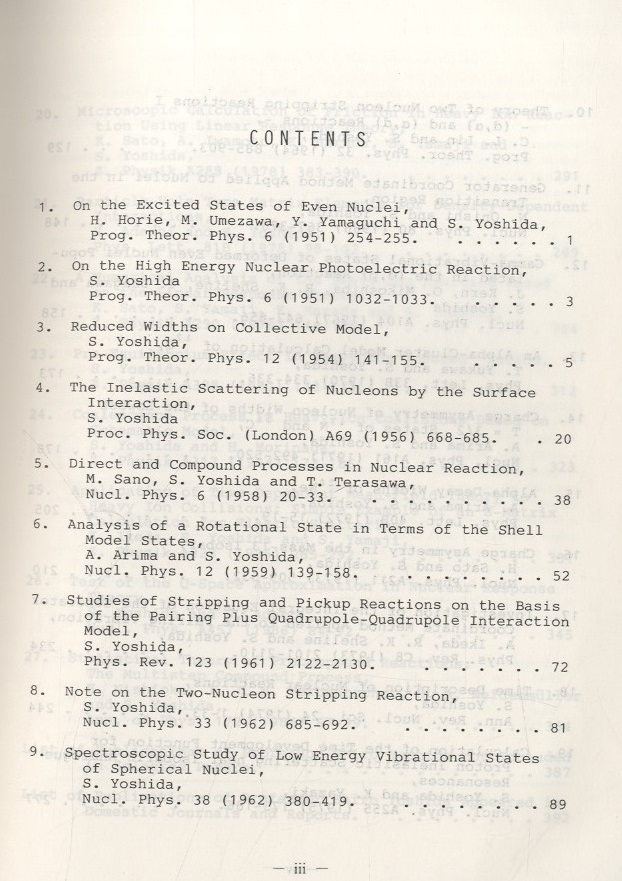 CONTENTS
1. On the Excited States of Even Nuclei,
H. Horie, M. Umezawa, Y. Yamaguchi and S. Yoshida,
Prog. Theor. Phys. 6 (1951) 254-255. . . . . . . 1
2. On the High Energy Nuclear Photoelectric Reaction,
S. Yoshida
Prog. Theor. Phys. 6 (1951) 1032-1033. . . . . . . 3
3. Reduced Widths on Collective Model,
S. Yoshida,
Prog. Theor. Phys. 12 (1954) 141-155. . . . . . 5
4. The Inelastic Scattering of Nucleons by the Surface
Interaction,
S. Yoshida
Proc. Phys. Soc. (London) A69 (1956) 668-685. . 20
5. Direct and Compound Processes in Nuclear Reaction,
M. Sano, S. Yoshida and T. Terasawa,
Nucl. Phys. 6 (1958) 20-33. . . . . . . . . . 38
6. Analysis of a Rotational State in Terms of the Shell
Model States,
A. Arima and S. Yoshida,
Nucl. Phys. 12 (1959) 139-158. . . . . . . . . 52
7. Studies of Stripping and Pickup Reactions on the Basis
of the Pairing Plus Quadrupole-Quadrupole Interaction
Model,
S. Yoshida,
Phys. Rev. 123 (1961) 2122-2130. . . . . . . . 72
8. Note on the Two-Nucleon Stripping Reaction,
S. Yoshida,
Nucl. Phys. 33 (1962) 685-692. . . . . . . . . 81
9. Spectroscopic Study of Low Energy Vibrational States
of Spherical Nuclei,
S. Yoshida,
Nucl. Phys. 38 (1962) 380-419. . . . . . . . . 89
— iii —